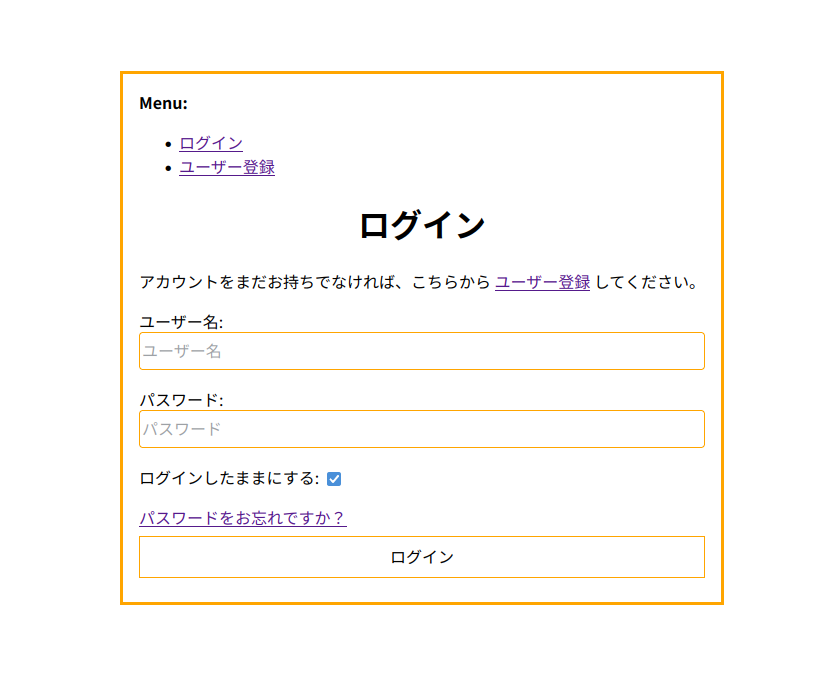 Menu:
ログイン
ユーザー登録
ログイン
アカウントをまだお持ちでなければ、こちらから ユーザー登録 してください。
ユーザー名:
ユーザー名
パスワード:
パスワード
ログインしたままにする:
パスワードをお忘れですか？
ログイン